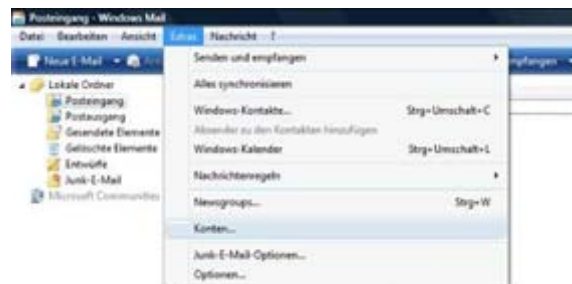 Posteingang - Windows Mail
Datei Bearbeiten Ansicht Extras Nachricht ?
Neue E-Mail
Senden und empfangen
Lokale Ordner
Alles synchronisieren
Posteingang
Postausgang
Windows-Kontakte... Strg+Umschalt+C
Gesendete Elemente
Absender zu den Kontakten hinzufügen
Gelöschte Elemente
Windows-Kalender Strg+Umschalt+L
Entwürfe
Junk-E-Mail
Nachrichtenregeln
Microsoft Communities
Newsgroups... Strg+W
Konten...
Junk-E-Mail-Optionen...
Optionen...